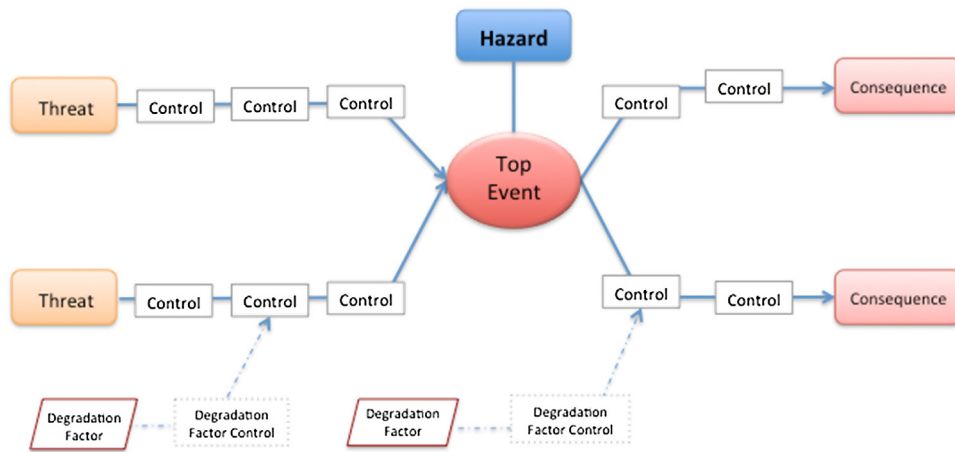 Hazard
Threat
Control
Control
Control
Control
Control
Consequence
Top
Event
Threat
Control
Control
Control
Control
Control
Consequence
Degradation
Factor
Degradation
Factor Control
Degradation
Factor
Degradation
Factor Control